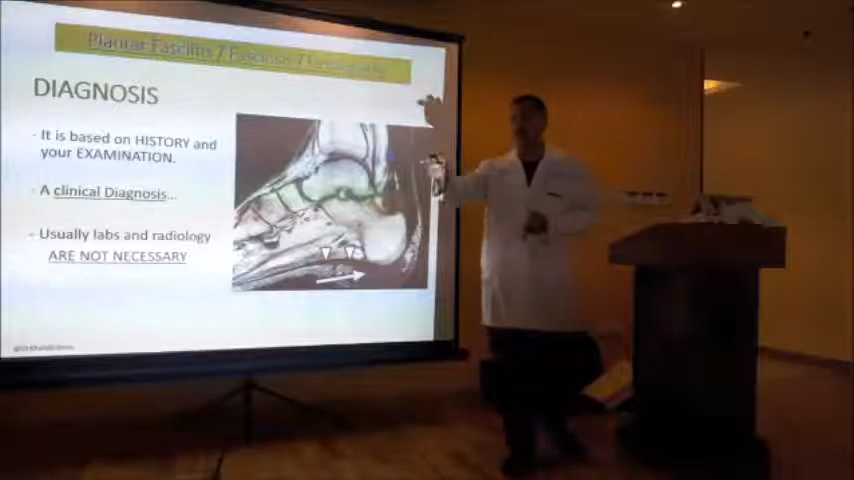 Plantar Fasciitis / Fasciosis /
DIAGNOSIS
- It is based on HISTORY and
your EXAMINATION.
- A clinical Diagnosis...
- Usually labs and radiology
ARE NOT NECESSARY